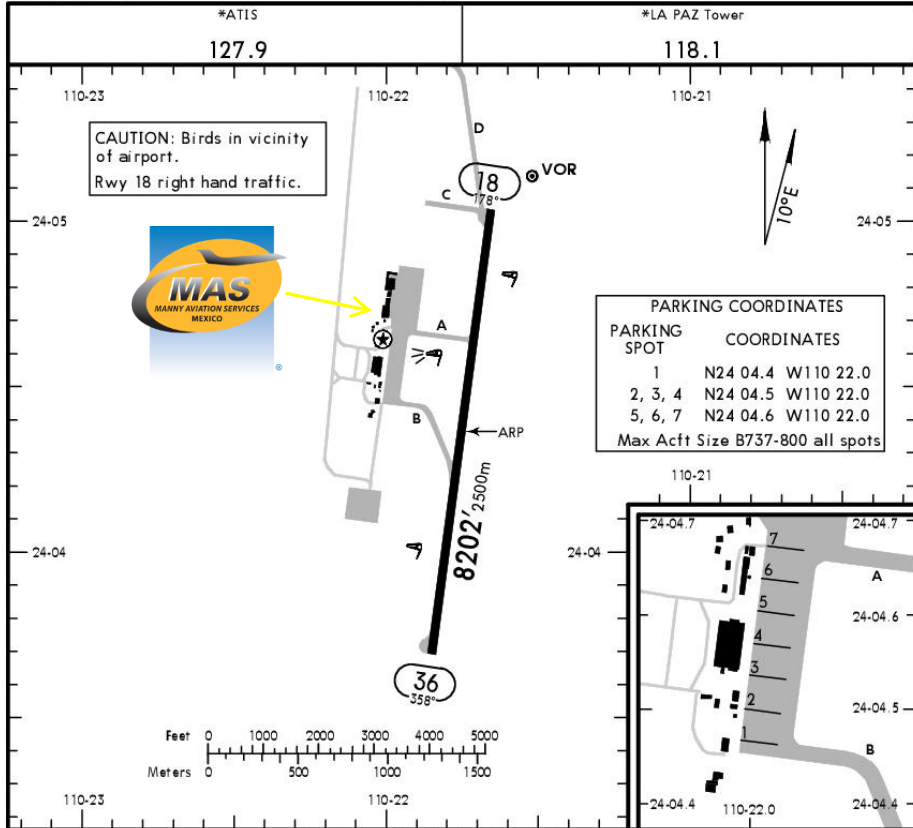 *ATIS
127.9
*LA PAZ Tower
118.1
110-23
110-22
110-21
CAUTION: Birds in vicinity
of airport.
Rwy 18 right hand traffic.
D
18
178°
VOR
C
10°E
24-05
24-05
MAS
MANNY AVIATION SERVICES
MEXICO
®
A
B
ARP
PARKING COORDINATES
PARKING
SPOT
COORDINATES
1 N24 04.4 W110 22.0
2, 3, 4 N24 04.5 W110 22.0
5, 6, 7 N24 04.6 W110 22.0
Max Acft Size B737-800 all spots
8202' 2500m
24-04
24-04
36
358°
110-21
24-04.7
24-04.7
7
6
A
5
24-04.6
4
3
2
24-04.5
1
B
24-04.4
110-22.0
24-04.4
Feet 0 1000 2000 3000 4000 5000
Meters 0 500 1000 1500
110-23
110-22